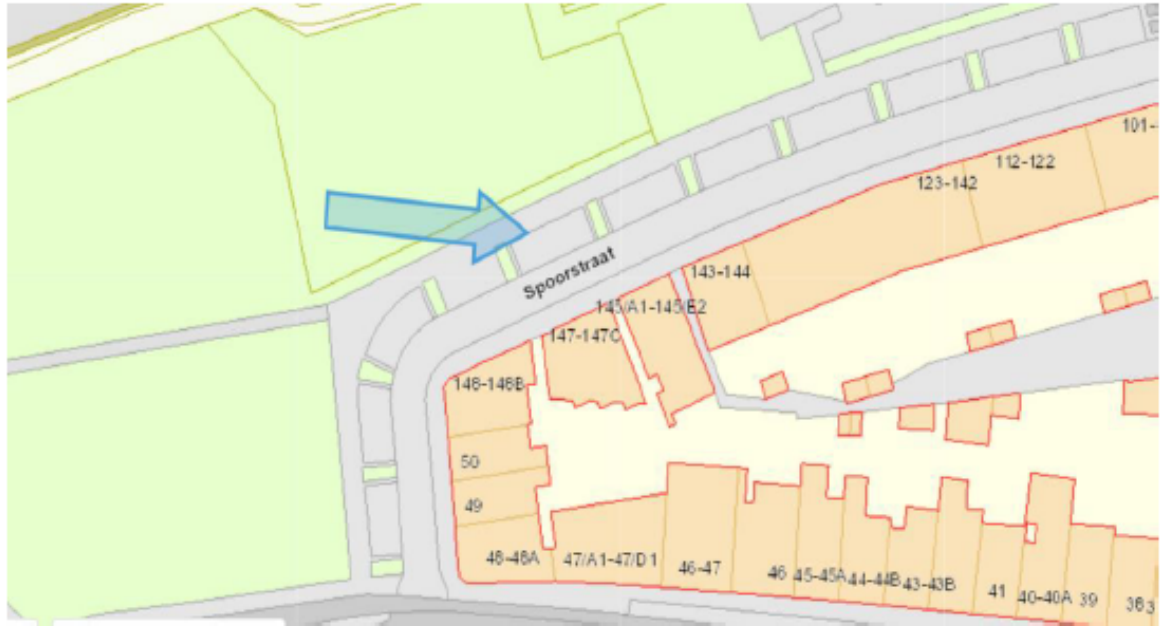 101-
112-122
123-142
143-144
Spoorstraat
145/A1-145/E2
147-147C
148-148B
50
49
48-48A
47/A1-47/D1
46-47
46
45-45A
44-44B
43-43B
41
40-40A
39
38
3